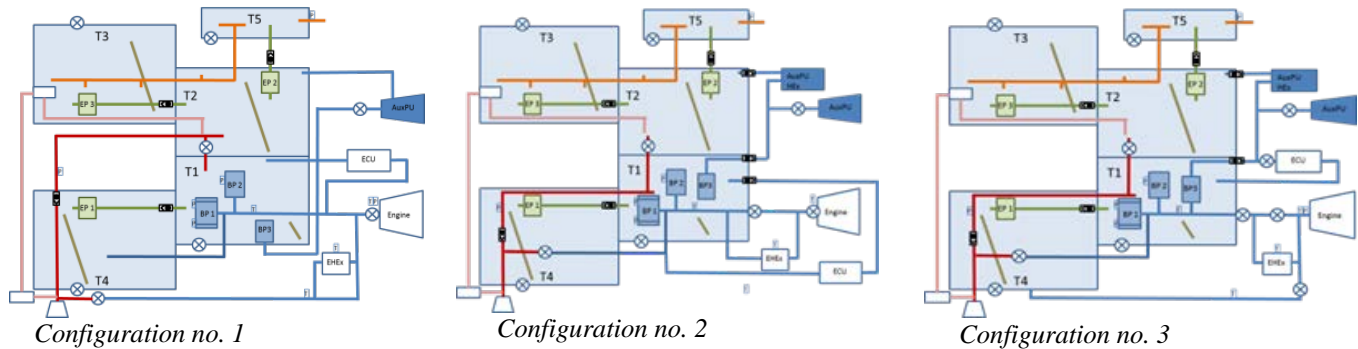 T5
T3
EP 2
EP 3
T2
AuxPU
T1
ECU
BP 2
EP 1
BP 1
Engine
BP3
EHEx
T4
Configuration no. 1
T5
T3
EP 2
AuxPU
HEx
EP 3
T2
AuxPU
T1
BP 2
BP3
EP 1
BP 1
Engine
EHEx
ECU
T4
Configuration no. 2
T5
T3
EP 2
AuxPU
HEx
EP 3
T2
AuxPU
T1
ECU
BP 2
BP3
EP 1
BP 1
Engine
EHEx
T4
Configuration no. 3